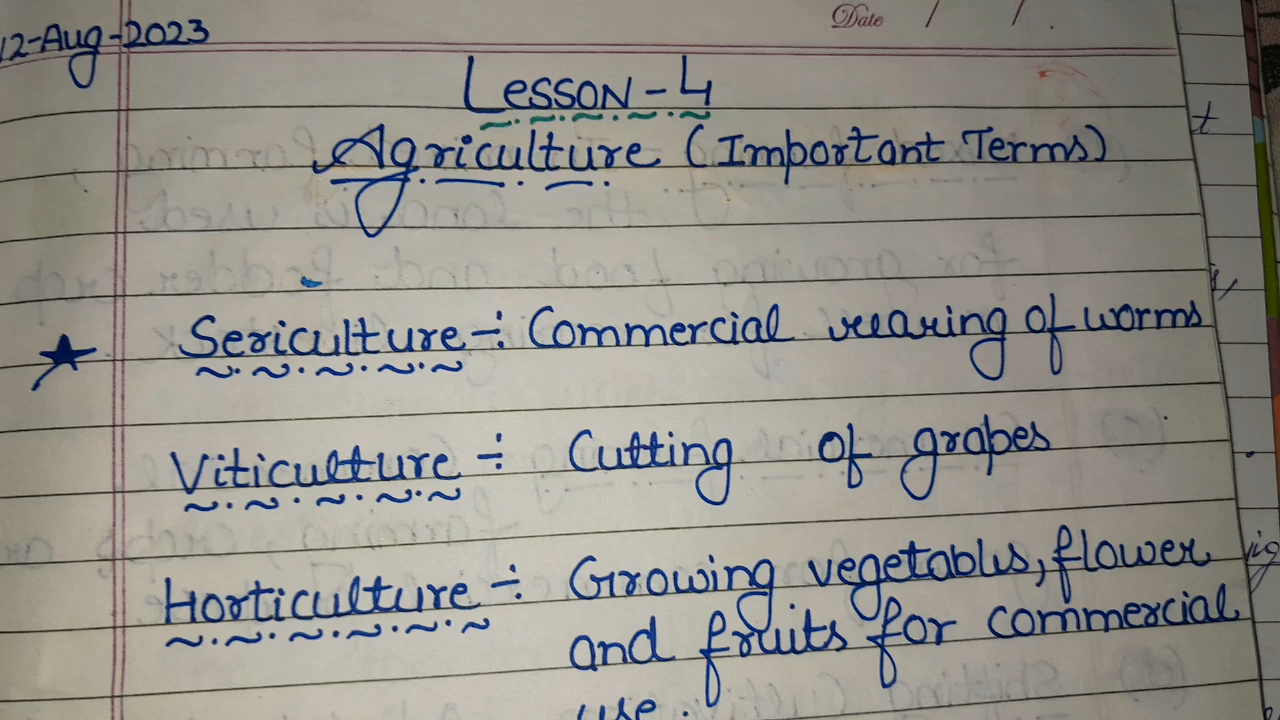 12-Aug-2023
Date / / .
Lesson-4
Agriculture (Important Terms)
Sericulture ÷ Commercial rearing of worms
Viticulture ÷ Cutting of grapes
Horticulture ÷ Growing vegetables, flower
and fruits for commercial
use.